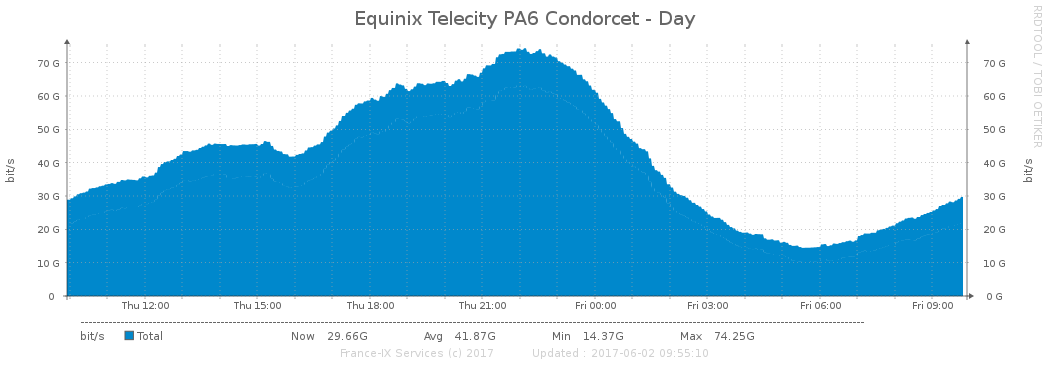 Equinix Telecity PA6 Condorcet - Day
RRDTOOL / TOBI OETIKER
bit/s
70 G
60 G
50 G
40 G
30 G
20 G
10 G
0
70 G
60 G
50 G
40 G
30 G
20 G
10 G
0 G
bit/s
Thu 12:00 Thu 15:00 Thu 18:00 Thu 21:00 Fri 00:00 Fri 03:00 Fri 06:00 Fri 09:00
bit/s Total Now 29.66G Avg 41.87G Min 14.37G Max 74.25G
France-IX Services (c) 2017 Updated : 2017-06-02 09:55:10